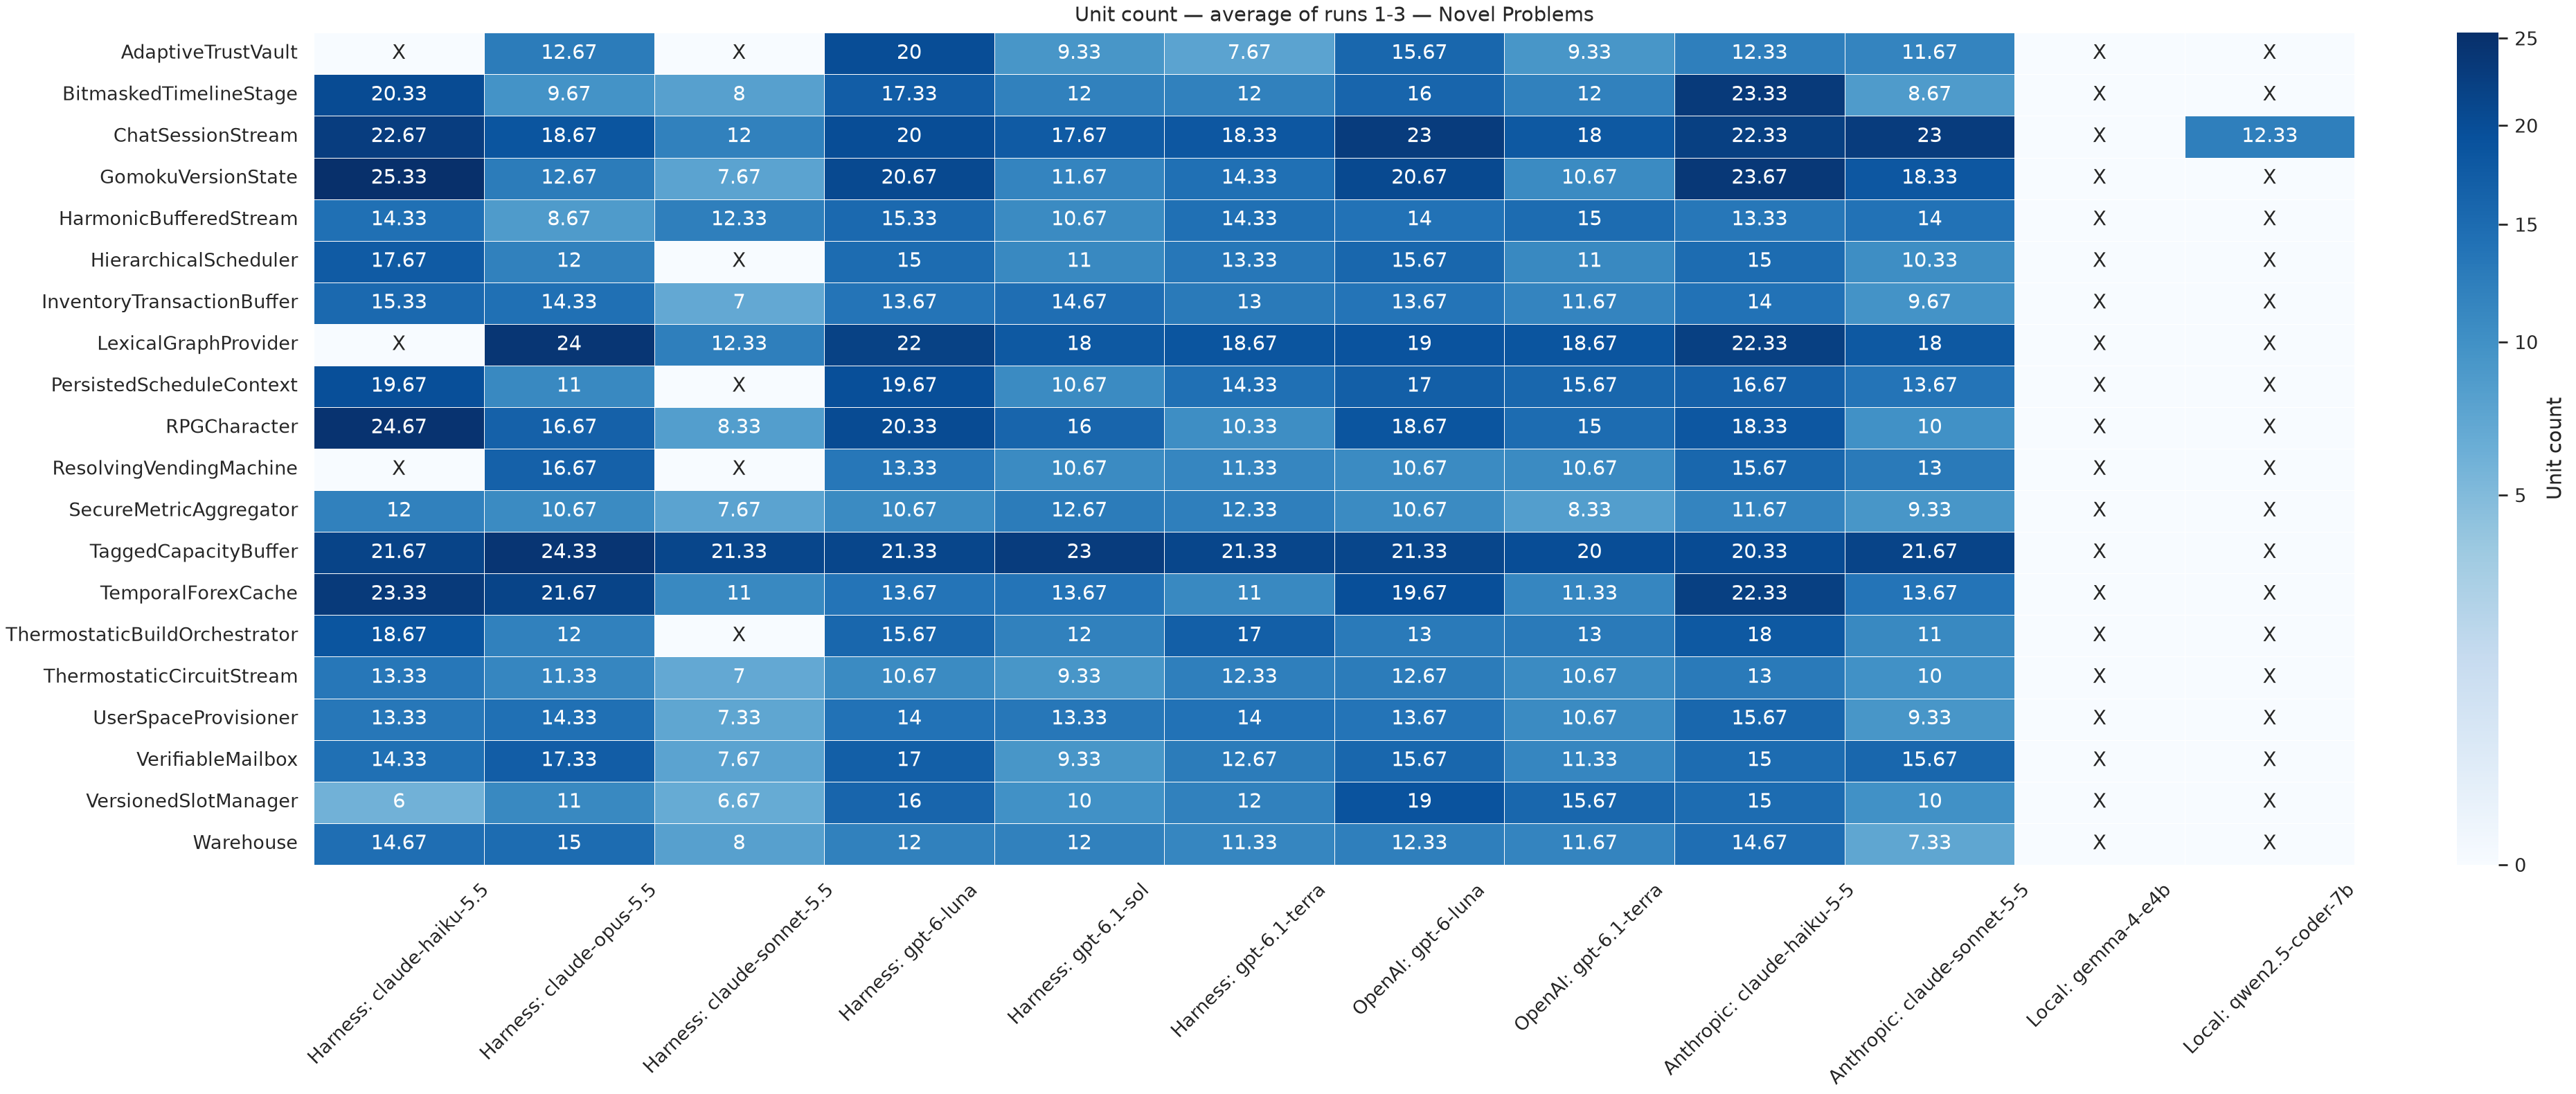 Unit count — average of runs 1-3 — Novel Problems
AdaptiveTrustVault X 12.67 X 20 9.33 7.67 15.67 9.33 12.33 11.67 X X
BitmaskedTimelineStage 20.33 9.67 8 17.33 12 12 16 12 23.33 8.67 X X
ChatSessionStream 22.67 18.67 12 20 17.67 18.33 23 18 22.33 23 X 12.33
GomokuVersionState 25.33 12.67 7.67 20.67 11.67 14.33 20.67 10.67 23.67 18.33 X X
HarmonicBufferedStream 14.33 8.67 12.33 15.33 10.67 14.33 14 15 13.33 14 X X
HierarchicalScheduler 17.67 12 X 15 11 13.33 15.67 11 15 10.33 X X
InventoryTransactionBuffer 15.33 14.33 7 13.67 14.67 13 13.67 11.67 14 9.67 X X
LexicalGraphProvider X 24 12.33 22 18 18.67 19 18.67 22.33 18 X X
PersistedScheduleContext 19.67 11 X 19.67 10.67 14.33 17 15.67 16.67 13.67 X X
RPGCharacter 24.67 16.67 8.33 20.33 16 10.33 18.67 15 18.33 10 X X
ResolvingVendingMachine X 16.67 X 13.33 10.67 11.33 10.67 10.67 15.67 13 X X
SecureMetricAggregator 12 10.67 7.67 10.67 12.67 12.33 10.67 8.33 11.67 9.33 X X
TaggedCapacityBuffer 21.67 24.33 21.33 21.33 23 21.33 21.33 20 20.33 21.67 X X
TemporalForexCache 23.33 21.67 11 13.67 13.67 11 19.67 11.33 22.33 13.67 X X
ThermostaticBuildOrchestrator 18.67 12 X 15.67 12 17 13 13 18 11 X X
ThermostaticCircuitStream 13.33 11.33 7 10.67 9.33 12.33 12.67 10.67 13 10 X X
UserSpaceProvisioner 13.33 14.33 7.33 14 13.33 14 13.67 10.67 15.67 9.33 X X
VerifiableMailbox 14.33 17.33 7.67 17 9.33 12.67 15.67 11.33 15 15.67 X X
VersionedSlotManager 6 11 6.67 16 10 12 19 15.67 15 10 X X
Warehouse 14.67 15 8 12 12 11.33 12.33 11.67 14.67 7.33 X X
Harness: claude-haiku-5.5
Harness: claude-opus-5.5
Harness: claude-sonnet-5.5
Harness: gpt-6-luna
Harness: gpt-6.1-sol
Harness: gpt-6.1-terra
OpenAI: gpt-6-luna
OpenAI: gpt-6.1-terra
Anthropic: claude-haiku-5-5
Anthropic: claude-sonnet-5-5
Local: gemma-4-e4b
Local: qwen2.5-coder-7b
25
20
15
10
5
0
Unit count